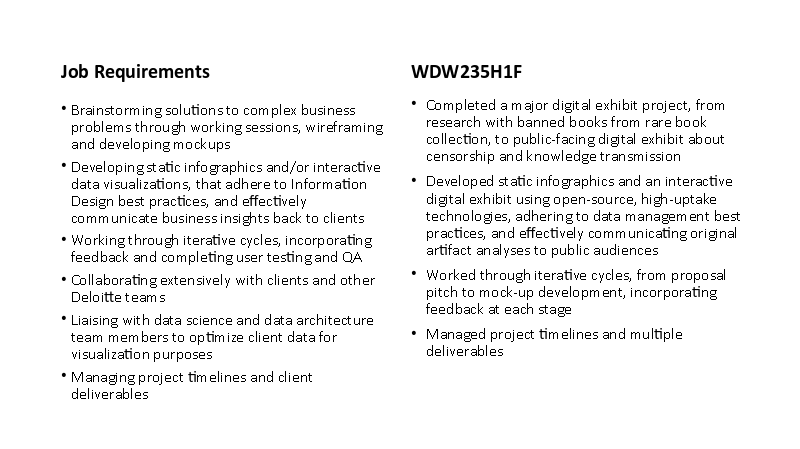 Job Requirements
• Brainstorming solutions to complex business
problems through working sessions, wireframing
and developing mockups
• Developing static infographics and/or interactive
data visualizations, that adhere to Information
Design best practices, and effectively
communicate business insights back to clients
• Working through iterative cycles, incorporating
feedback and completing user testing and QA
• Collaborating extensively with clients and other
Deloitte teams
• Liaising with data science and data architecture
team members to optimize client data for
visualization purposes
• Managing project timelines and client
deliverables
WDW235H1F
• Completed a major digital exhibit project, from
research with banned books from rare book
collection, to public-facing digital exhibit about
censorship and knowledge transmission
• Developed static infographics and an interactive
digital exhibit using open-source, high-uptake
technologies, adhering to data management best
practices, and effectively communicating original
artifact analyses to public audiences
• Worked through iterative cycles, from proposal
pitch to mock-up development, incorporating
feedback at each stage
• Managed project timelines and multiple
deliverables